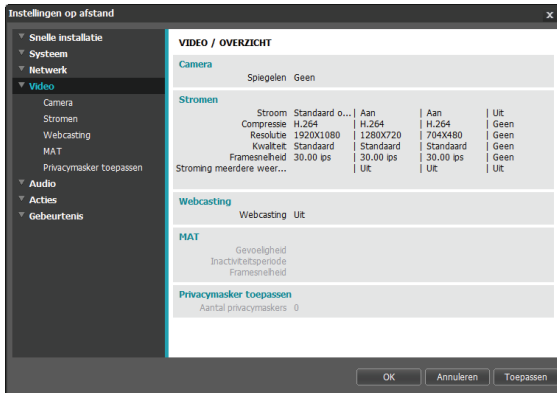 Instellingen op afstand x
Snelle installatie
Systeem
Netwerk
Video
Camera
Stromen
Webcasting
MAT
Privacymasker toepassen
Audio
Acties
Gebeurtenis
VIDEO / OVERZICHT
Camera
Spiegelen Geen
Stromen
Stroom Standaard o... | Aan | Aan | Uit
Compressie H.264 | H.264 | H.264 | Geen
Resolutie 1920X1080 | 1280X720 | 704X480 | Geen
Kwaliteit Standaard | Standaard | Standaard | Geen
Framesnelheid 30.00 ips | 30.00 ips | 30.00 ips | Geen
Stroming meerdere weer... | Uit | Uit | Uit
Webcasting
Webcasting Uit
MAT
Gevoeligheid
Inactiviteitsperiode
Framesnelheid
Privacymasker toepassen
Aantal privacymaskers 0
OK Annuleren Toepassen